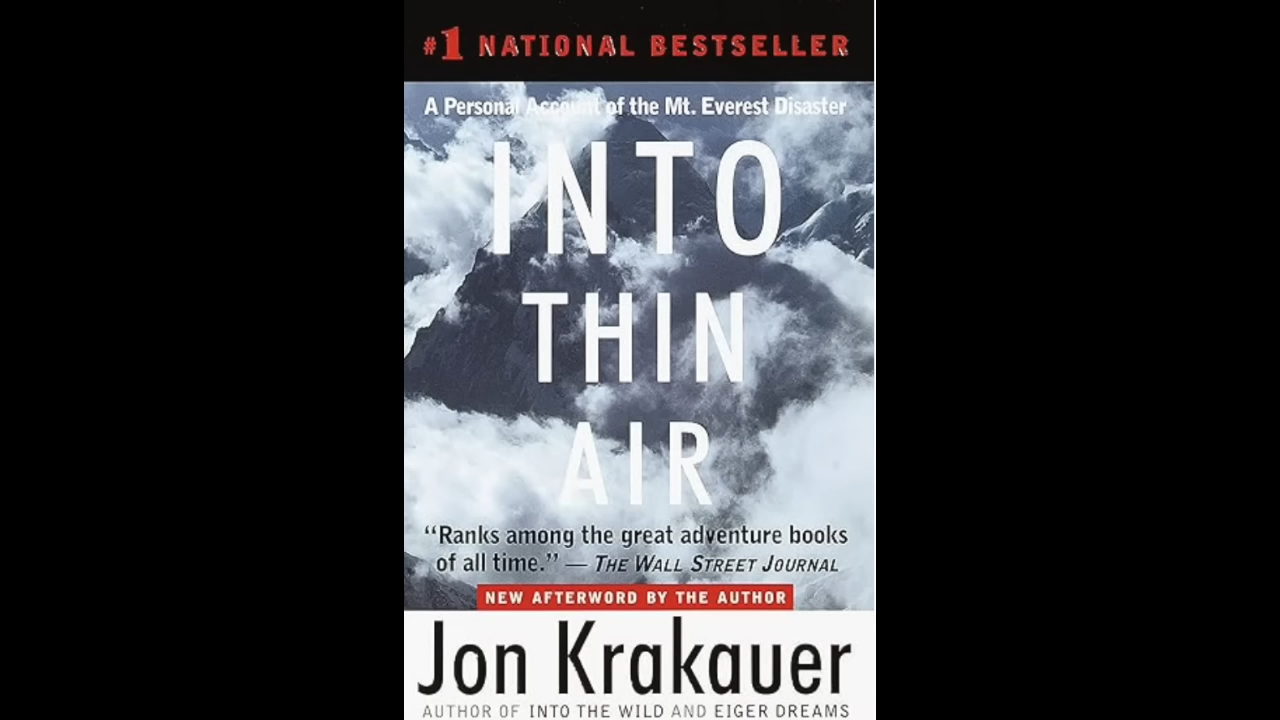 #1 NATIONAL BESTSELLER
A Personal Account of the Mt. Everest Disaster
INTO
THIN
AIR
“Ranks among the great adventure books
of all time.” — THE WALL STREET JOURNAL
NEW AFTERWORD BY THE AUTHOR
Jon Krakauer
AUTHOR OF INTO THE WILD AND EIGER DREAMS